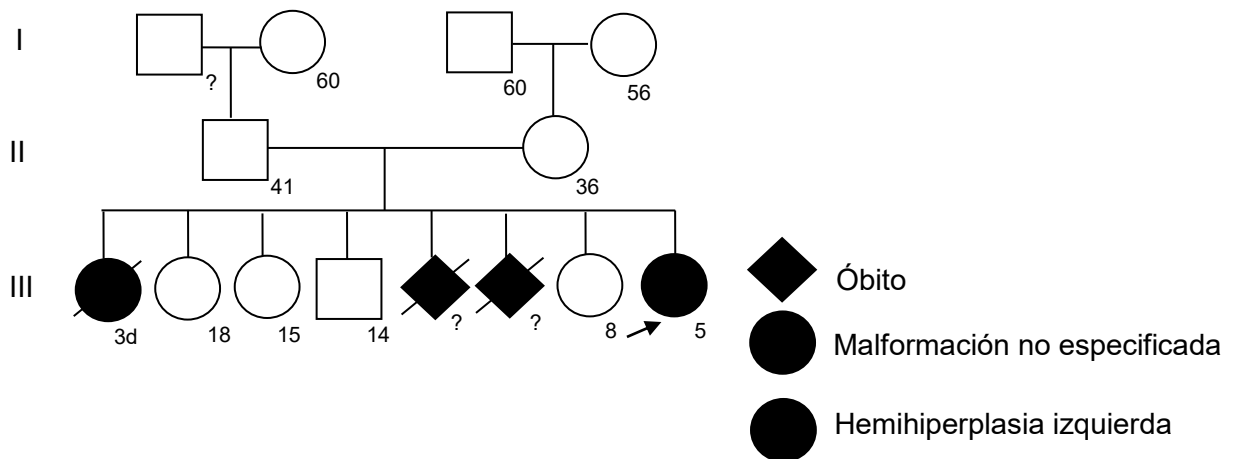 I
? 60 60 56
II
41 36
III
3d 18 15 14 ? ? 8 5
Óbito
Malformación no especificada
Hemihiperplasia izquierda